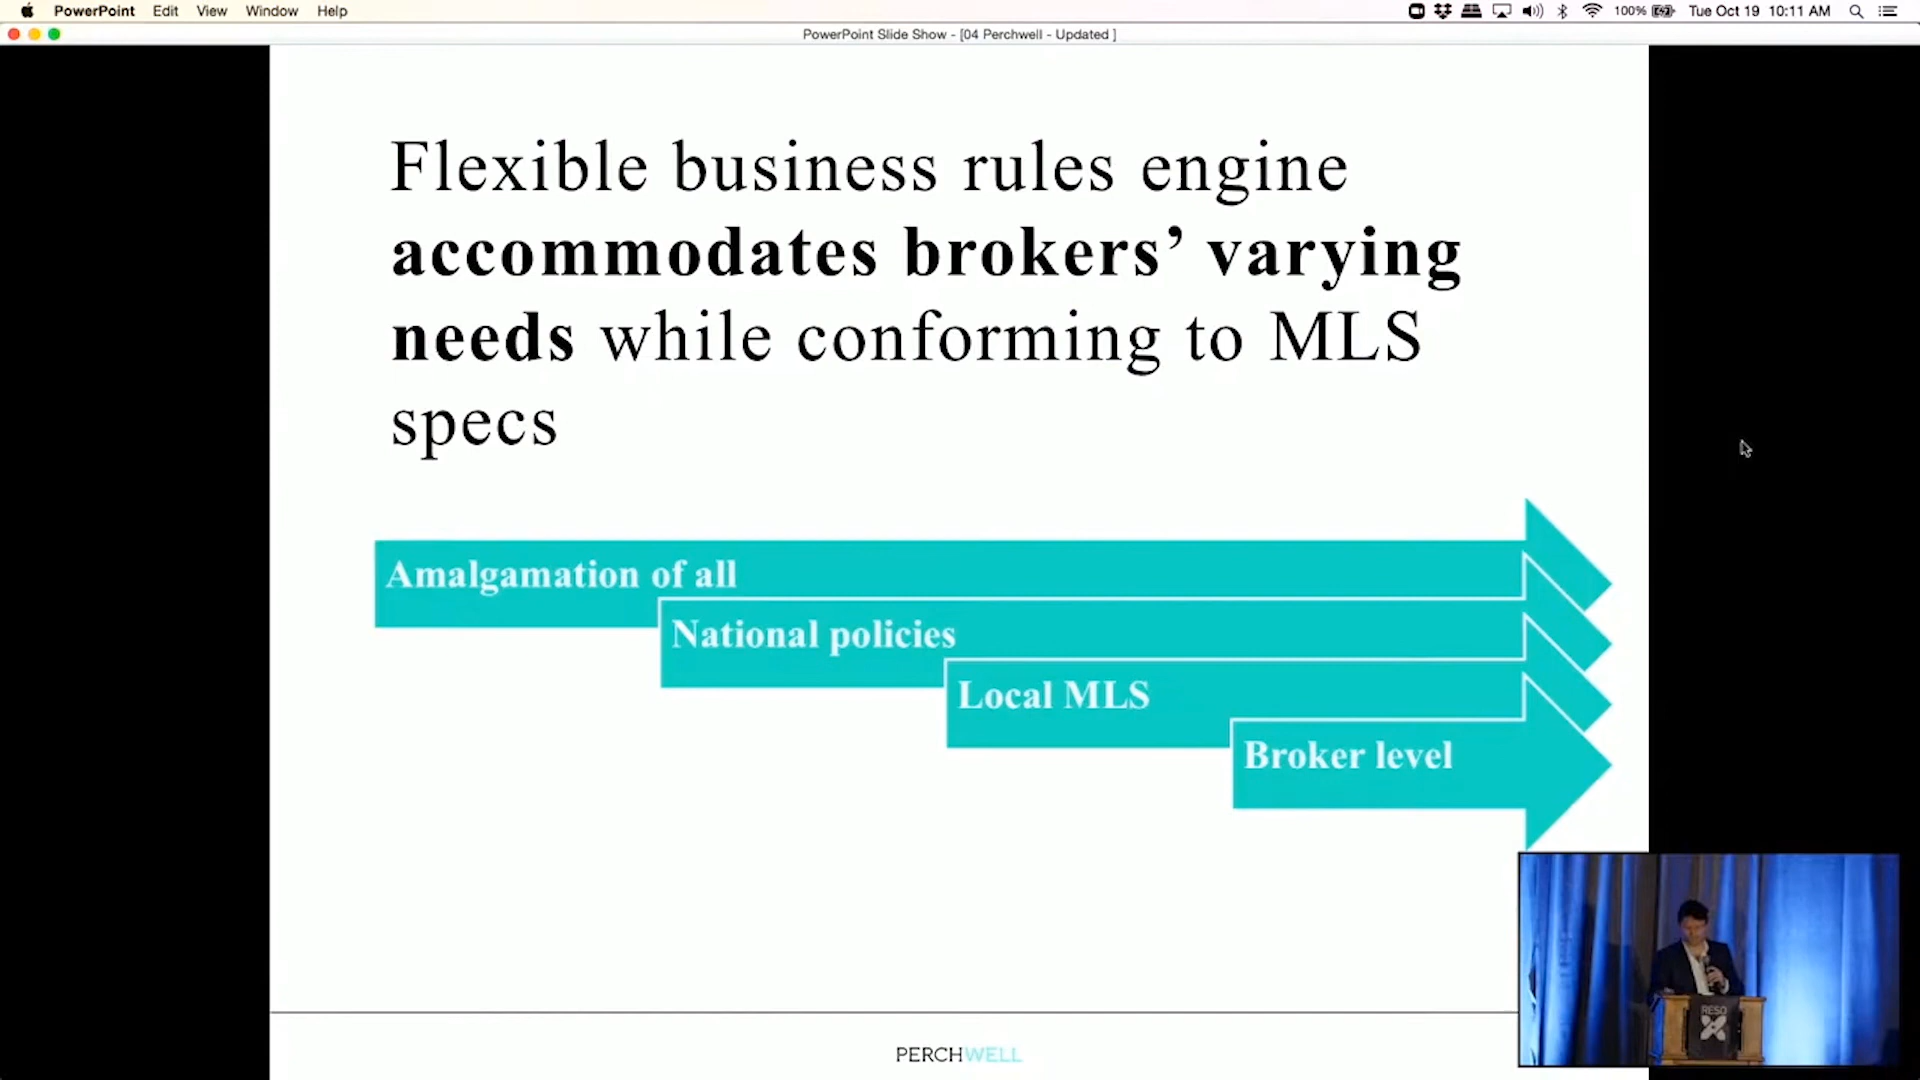 PowerPoint Edit View Window Help 100% Tue Oct 19 10:11 AM
PowerPoint Slide Show - [04 Perchwell - Updated ]
Flexible business rules engine
accommodates brokers’ varying
needs while conforming to MLS
specs
Amalgamation of all
National policies
Local MLS
Broker level
RESO
PERCHWELL